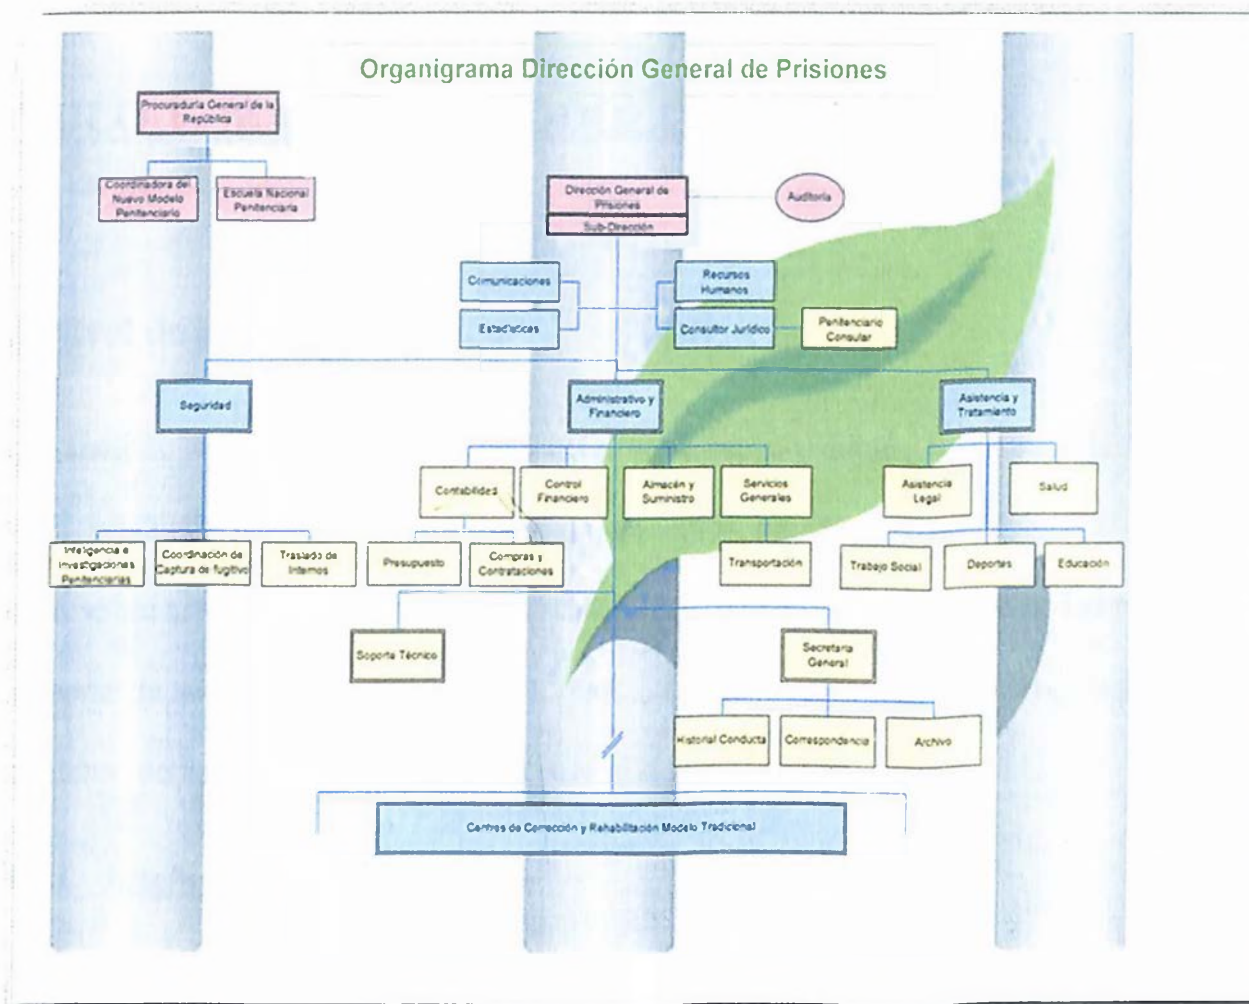 Organigrama Dirección General de Prisiones
Procuraduría General de la
República
Coordinadora del
Nuevo Modelo
Penitenciario
Escuela Nacional
Penitenciaria
Dirección General de
Prisiones
Sub-Dirección
Auditoría
Comunicaciones
Recursos
Humanos
Estadísticas
Consultor Jurídico
Penitenciario
Consular
Seguridad
Administrativo y
Financiero
Asistencia y
Tratamiento
Contabilidad
Control
Financiero
Almacén y
Suministro
Servicios
Generales
Asistencia
Legal
Salud
Inteligencia e
Investigaciones
Penitenciarias
Coordinación de
Captura de fugitivo
Traslado de
Internos
Presupuesto
Compras y
Contrataciones
Transportación
Trabajo Social
Deportes
Educación
Soporte Técnico
Secretaria
General
Historial Conducta
Correspondencia
Archivo
Centros de Corrección y Rehabilitación Modelo Tradicional